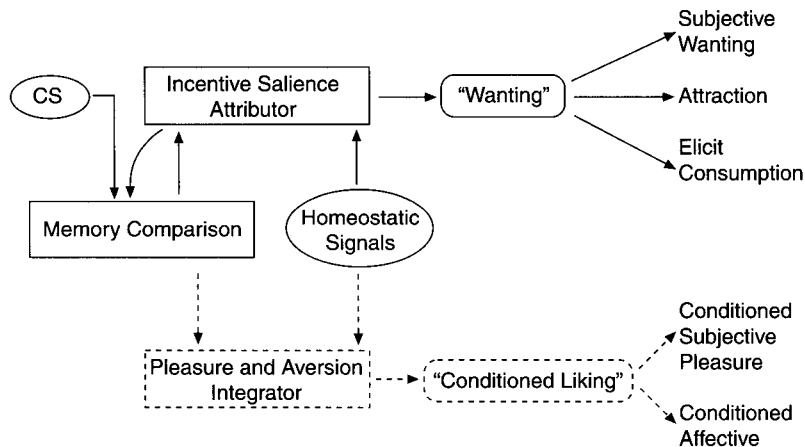 Subjective
Wanting
CS
Incentive Salience
Attributor
"Wanting"
Attraction
Elicit
Consumption
Memory Comparison
Homeostatic
Signals
Conditioned
Subjective
Pleasure
Pleasure and Aversion
Integrator
"Conditioned Liking"
Conditioned
Affective